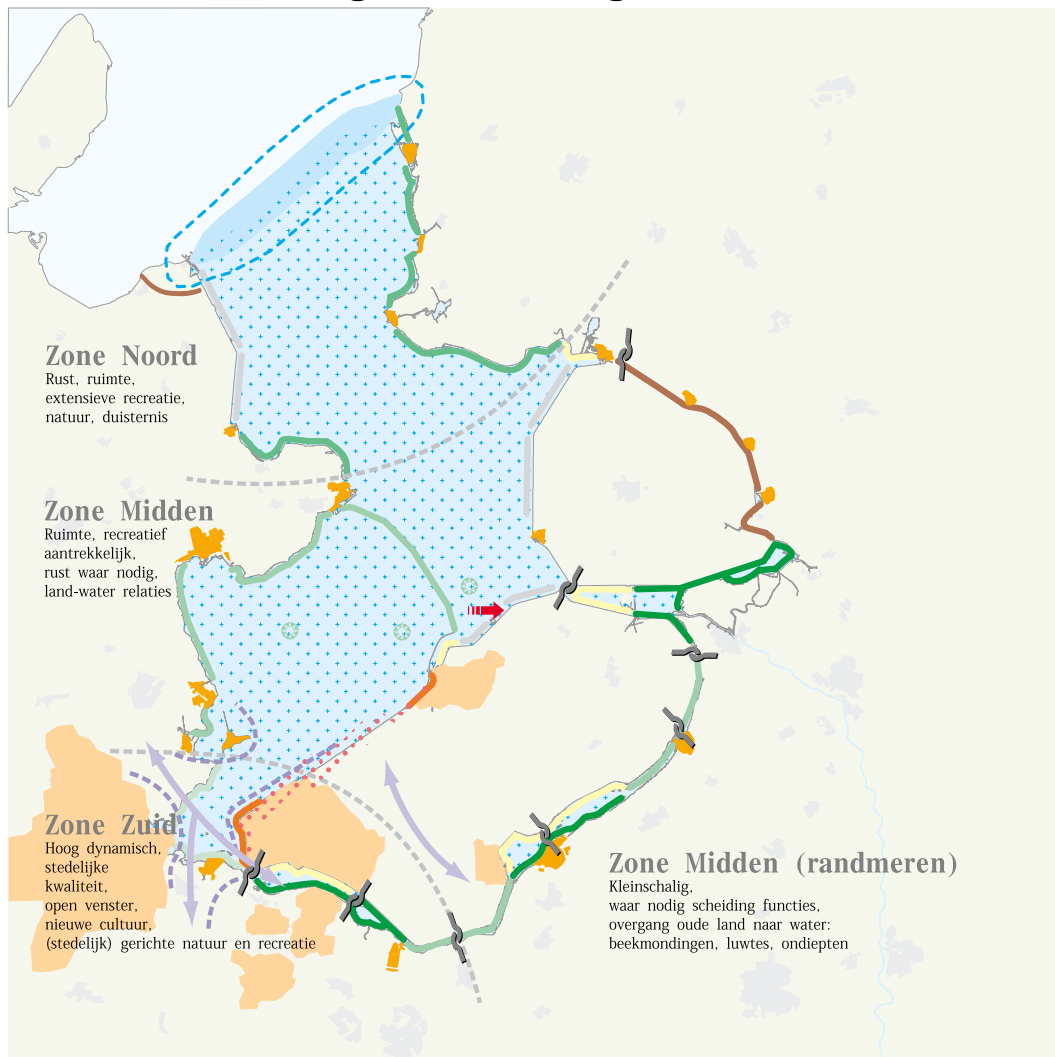 Zone Noord
Rust, ruimte,
extensieve recreatie,
natuur, duisternis
Zone Midden
Ruimte, recreatief
aantrekkelijk,
rust waar nodig,
land-water relaties
Zone Zuid
Hoog dynamisch,
stedelijke
kwaliteit,
open venster,
nieuwe cultuur,
(stedelijk) gerichte natuur en recreatie
Zone Midden (randmeren)
Kleinschalig,
waar nodig scheiding functies,
overgang oude land naar water:
beekmondingen, luwtes, ondiepten